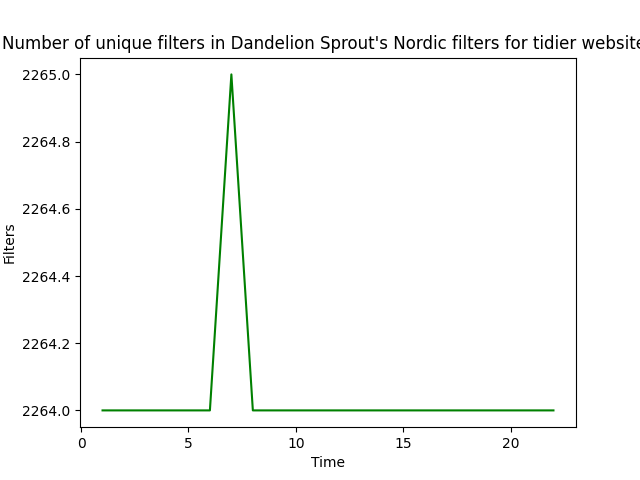 Number of unique filters in Dandelion Sprout's Nordic filters for tidier website
2265.0
2264.8
2264.6
2264.4
2264.2
2264.0
Filters
0 5 10 15 20
Time